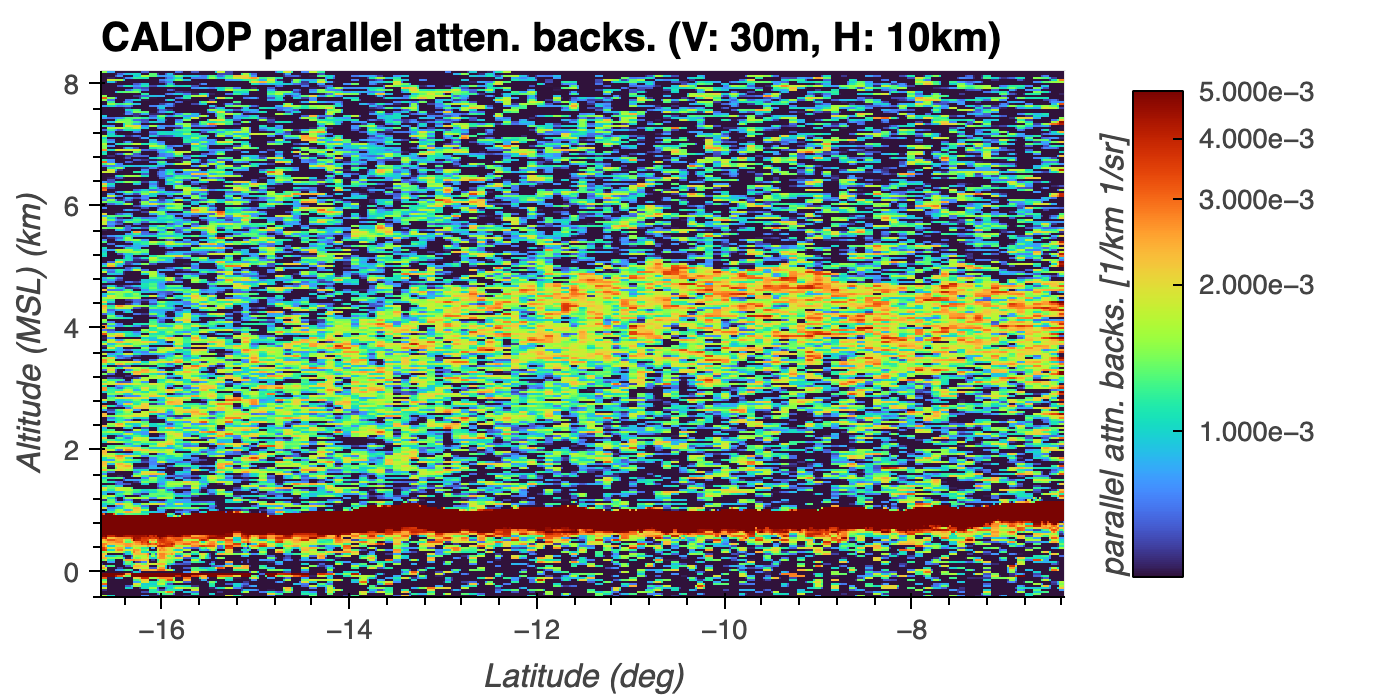 CALIOP parallel atten. backs. (V: 30m, H: 10km)
8
6
4
2
0
Altitude (MSL) (km)
−16 −14 −12 −10 −8
Latitude (deg)
5.000e−3
4.000e−3
3.000e−3
2.000e−3
1.000e−3
parallel attn. backs. [1/km 1/sr]